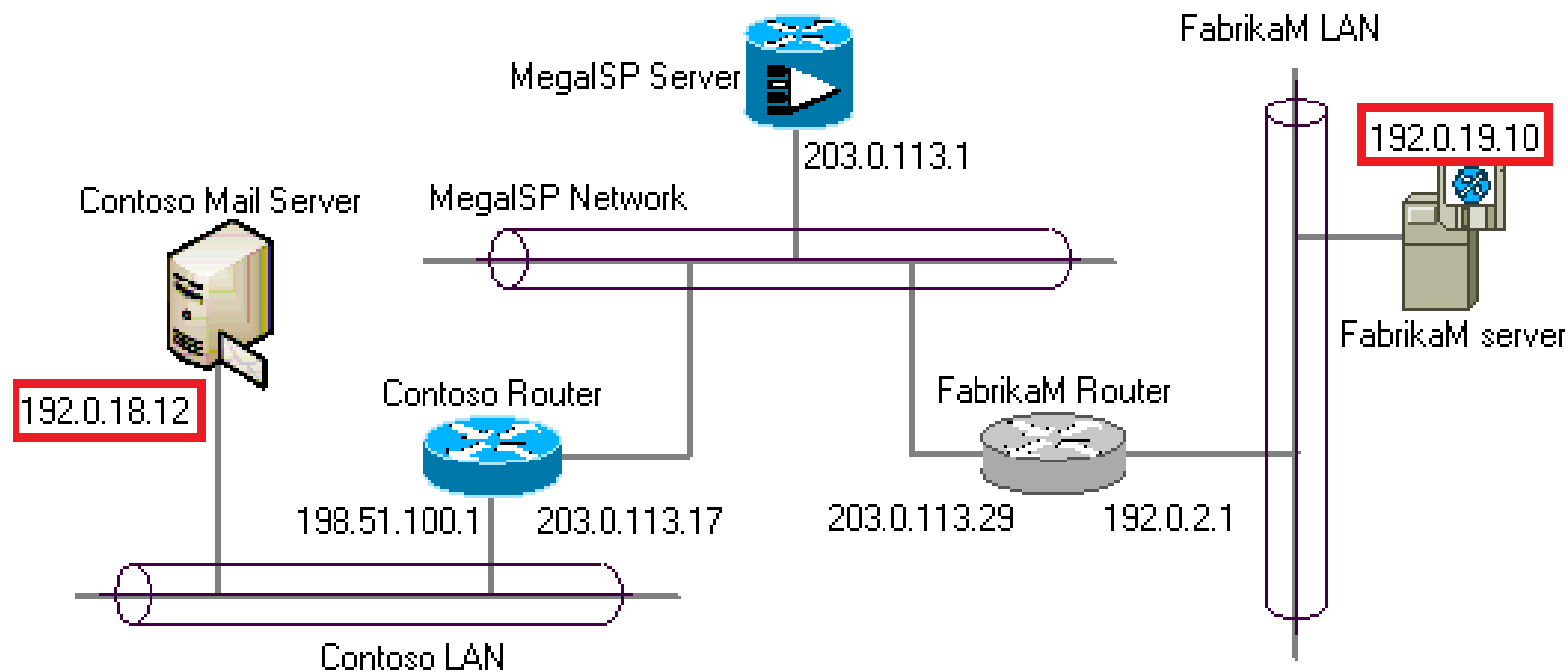 FabrikaM LAN
MegaISP Server
192.0.19.10
203.0.113.1
Contoso Mail Server
MegaISP Network
FabrikaM server
Contoso Router
FabrikaM Router
192.0.18.12
198.51.100.1
203.0.113.17
203.0.113.29
192.0.2.1
Contoso LAN